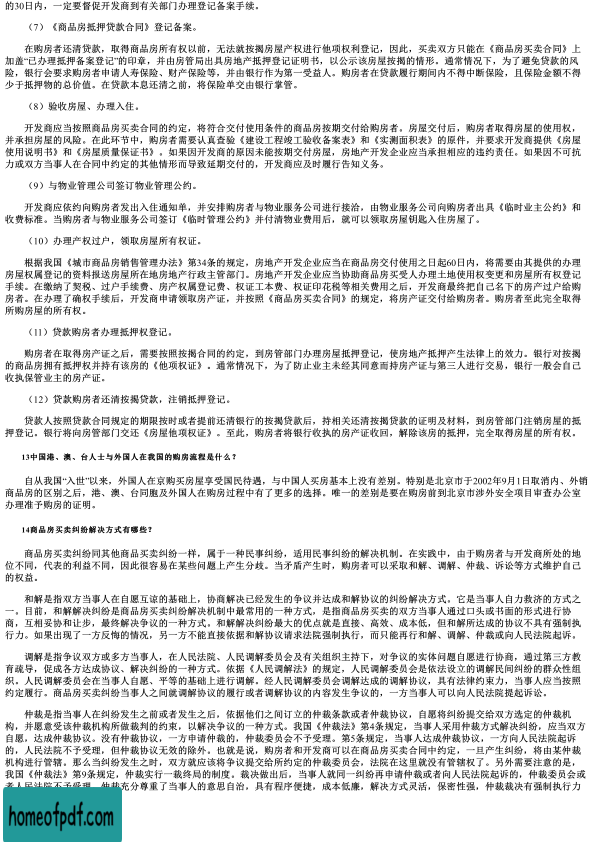 的30日内，一定要督促开发商到有关部门办理登记备案手续。
（7）《商品房抵押贷款合同》登记备案。
在购房者还清贷款，取得商品房所有权以前，无法就按揭房屋产权进行他项权利登记，因此，买卖双方只能在《商品房买卖合同》上
加盖“已办理抵押备案登记”的印章，并由房管局出具房地产抵押登记证明书，以公示该房屋按揭的情形。通常情况下，为了避免贷款的风
险，银行会要求购房者申请人寿保险、财产保险等，并由银行作为第一受益人。购房者在贷款履行期间内不得中断保险，且保险金额不得
少于抵押物的总价值。在贷款本息还清之前，将保险单交由银行掌管。
（8）验收房屋、办理入住。
开发商应当按照商品房买卖合同的约定，将符合交付使用条件的商品房按期交付给购房者。房屋交付后，购房者取得房屋的使用权，
并承担房屋的风险。在此环节中，购房者需要认真查验《建设工程竣工验收备案表》和《实测面积表》的原件，并要求开发商提供《房屋
使用说明书》和《房屋质量保证书》。如果因开发商的原因未能按期交付房屋，房地产开发企业应当承担相应的违约责任。如果因不可抗
力或双方当事人在合同中约定的其他情形而导致延期交付的，开发商应及时履行告知义务。
（9）与物业管理公司签订物业管理公约。
开发商应依约向购房者发出入住通知单，并安排购房者与物业服务公司进行接洽。由物业服务公司向购房者出具《临时业主公约》和
收费标准。当购房者与物业服务公司签订《临时管理公约》并付清物业费用后，就可以领取房屋钥匙入住房屋了。
（10）办理产权过户，领取房屋所有权证。
根据我国《城市商品房销售管理办法》第34条的规定，房地产开发企业应当在商品房交付使用之日起60日内，将需要由其提供的办理
房屋权属登记的资料报送房屋所在地房地产行政主管部门。房地产开发企业应当协助商品房买受人办理土地使用权变更和房屋所有权登记
手续。在缴纳了契税、过户手续费、房产权属登记费、权证工本费、权证印花税等相关费用之后，开发商最终把自己名下的房产过户给购
房者。在办理了确权手续后，开发商申请领取房产证，并按照《商品房买卖合同》的规定，将房产证交付给购房者。购房者至此完全取得
所购房屋的所有权。
（11）贷款购房者办理抵押权登记。
购房者在取得房产证之后，需要按照按揭合同的约定，到房管部门办理房屋抵押登记，使房地产抵押产生法律上的效力。银行对按揭
的商品房拥有抵押权并持有该房的《他项权证》。通常情况下，为了防止业主未经其同意而持房产证与第三人进行交易，银行一般会自己
收执保管业主的房产证。
（12）贷款购房者还清按揭贷款，注销抵押登记。
贷款人按照贷款合同规定的期限按时或者提前还清银行的按揭贷款后，持相关还清按揭贷款的证明及材料，到房管部门注销房屋的抵
押登记。银行将向房管部门交还《房屋他项权证》。至此，购房者将银行收执的房产证收回，解除该房的抵押，完全取得房屋的所有权。
13中国港、澳、台人士与外国人在我国的购房流程是什么？
自从我国“入世”以来，外国人在京购买房屋享受国民待遇，与中国人买房基本上没有差别。特别是北京市于2002年9月1日取消内、外销
商品房的区别之后，港、澳、台同胞及外国人在购房过程中有了更多的选择。唯一的差别是要在购房前到北京市涉外安全项目审查办公室
办理准予购房的证明。
14商品房买卖纠纷解决方式有哪些？
商品房买卖纠纷同其他商品买卖纠纷一样，属于一种民事纠纷，适用民事纠纷的解决机制。在实践中，由于购房者与开发商所处的地
位不同，代表的利益不同，因此很容易在某些问题上产生分歧。当矛盾产生时，购房者可以采取和解、调解、仲裁、诉讼等方式维护自己
的权益。
和解是指双方当事人在自愿互谅的基础上，协商解决已经发生的争议并达成和解协议的纠纷解决方式。它是当事人自力救济的方式之
一。目前，和解解决纠纷是商品房买卖纠纷解决机制中最常用的一种方式，是指商品房买卖的双方当事人通过口头或书面的形式进行协
商，互相妥协和让步，最终解决争议的一种方式。和解解决纠纷最大的优点就是直接、高效、成本低，但和解所达成的协议不具有强制执
行力。如果出现了一方反悔的情况，另一方不能直接依据和解协议请求法院强制执行，而只能再行和解、调解、仲裁或向人民法院起诉。
调解是指争议双方或多方当事人，在人民法院、人民调解委员会及有关组织主持下，对争议的实体问题自愿进行协商，通过第三方教
育疏导，促成各方达成协议、解决纠纷的一种方式。依据《人民调解法》的规定，人民调解委员会是依法设立的调解民间纠纷的群众性组
织。人民调解委员会在当事人自愿、平等的基础上进行调解。经人民调解委员会调解达成的调解协议，具有法律约束力，当事人应当按照
约定履行。商品房买卖纠纷当事人之间就调解协议的履行或者调解协议的内容发生争议的，一方当事人可以向人民法院提起诉讼。
仲裁是指当事人在纠纷发生之前或者发生之后，依据他们之间订立的仲裁条款或者仲裁协议，自愿将纠纷提交给双方选定的仲裁机
构，并愿意受该仲裁机构所做裁判的约束，以解决争议的一种方式。我国《仲裁法》第4条规定，当事人采用仲裁方式解决纠纷，应当双方
自愿，达成仲裁协议。没有仲裁协议，一方申请仲裁的，仲裁委员会不予受理。第5条规定，当事人达成仲裁协议，一方向人民法院起诉
的，人民法院不予受理，但仲裁协议无效的除外。也就是说，购房者和开发商可以在商品房买卖合同中约定，一旦产生纠纷，将由某仲裁
机构进行管辖。那么当纠纷发生之时，双方就应该将争议提交给所约定的仲裁委员会，法院在这里就没有管辖权了。另外需要注意的是，
我国《仲裁法》第9条规定，仲裁实行一裁终局的制度。裁决做出后，当事人就同一纠纷再申请仲裁或者向人民法院起诉的，仲裁委员会或
者人民法院不予受理。仲裁充分尊重了当事人的意思自治，具有程序便捷，成本低廉，解决方式灵活，保密性强，仲裁裁决有强制执行力
homeofpdf.com